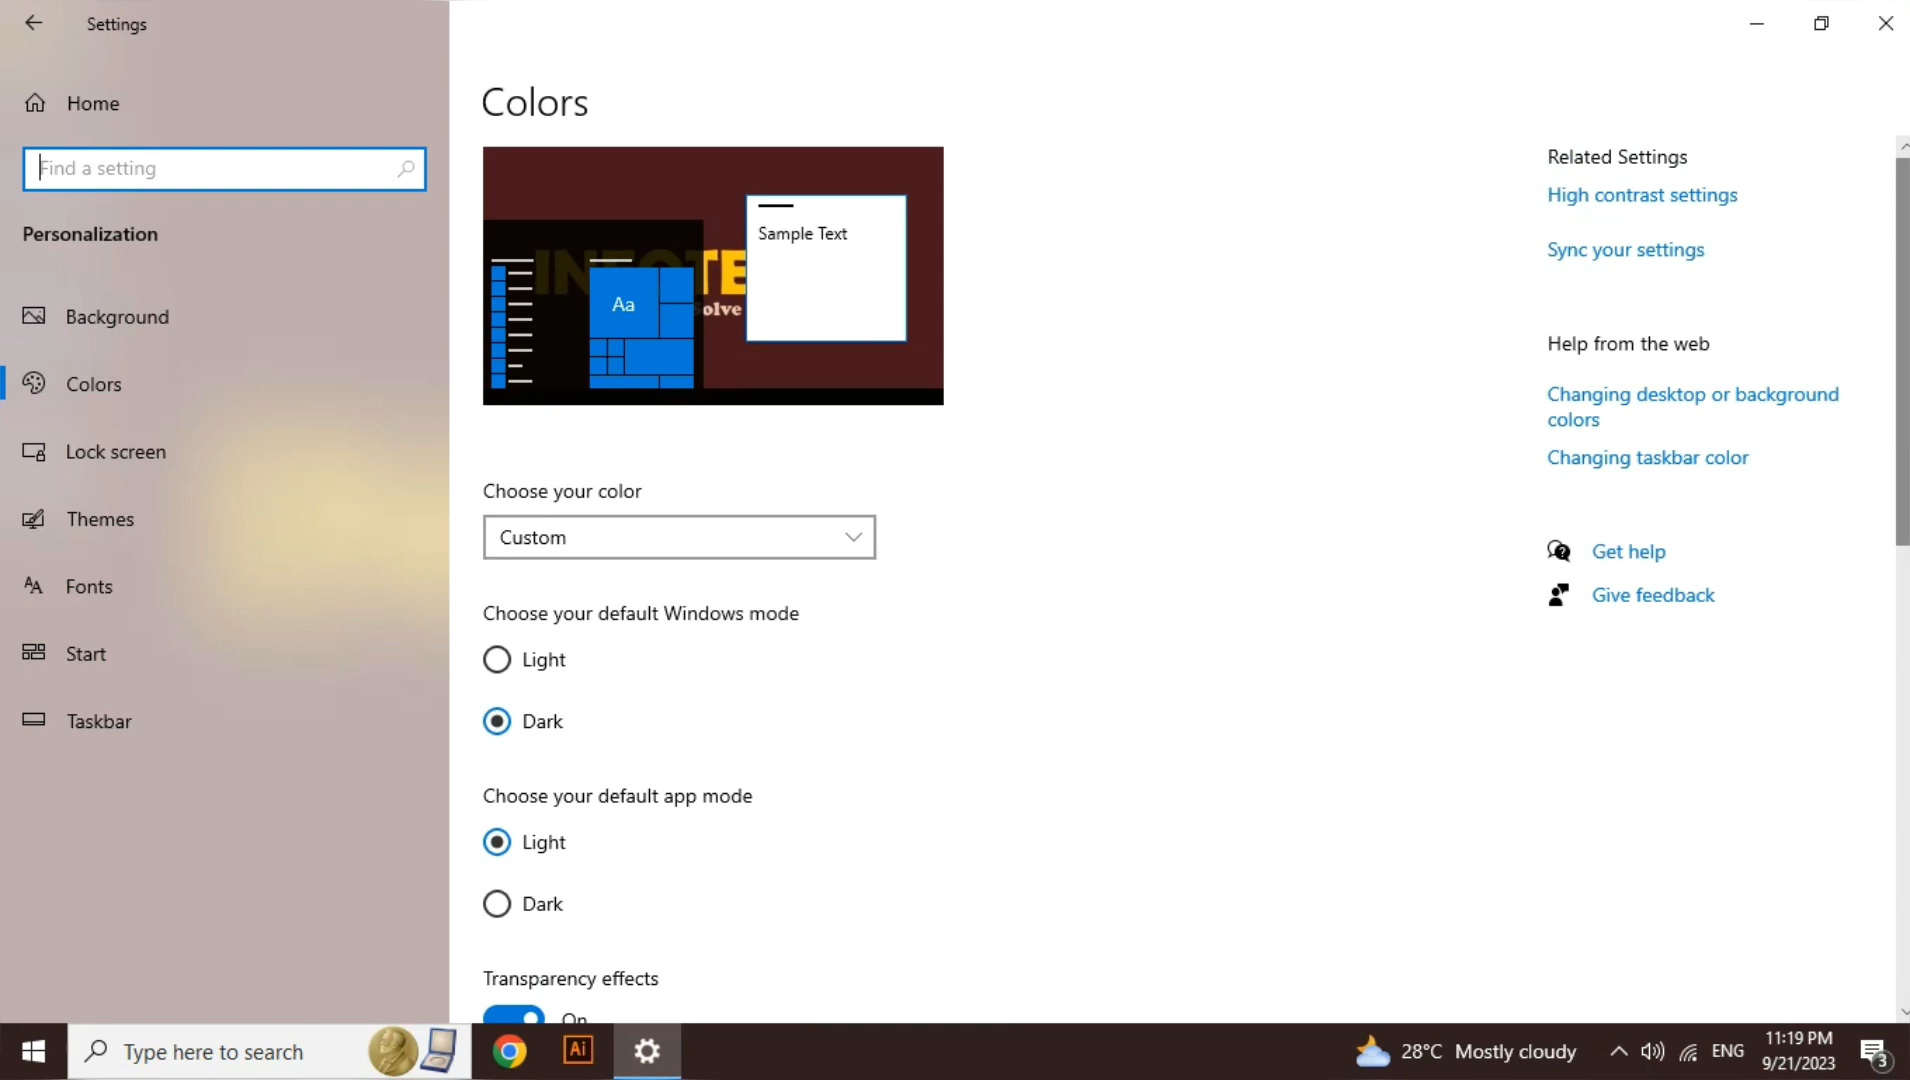 Settings
Home
Find a setting
Personalization
Background
Colors
Lock screen
Themes
Fonts
Start
Taskbar
Colors
Sample Text
Aa
olve
Choose your color
Custom
Choose your default Windows mode
Light
Dark
Choose your default app mode
Light
Dark
Transparency effects
On
Related Settings
High contrast settings
Sync your settings
Help from the web
Changing desktop or background
colors
Changing taskbar color
Get help
Give feedback
Type here to search
Ai
28°C Mostly cloudy
ENG
11:19 PM
9/21/2023
3